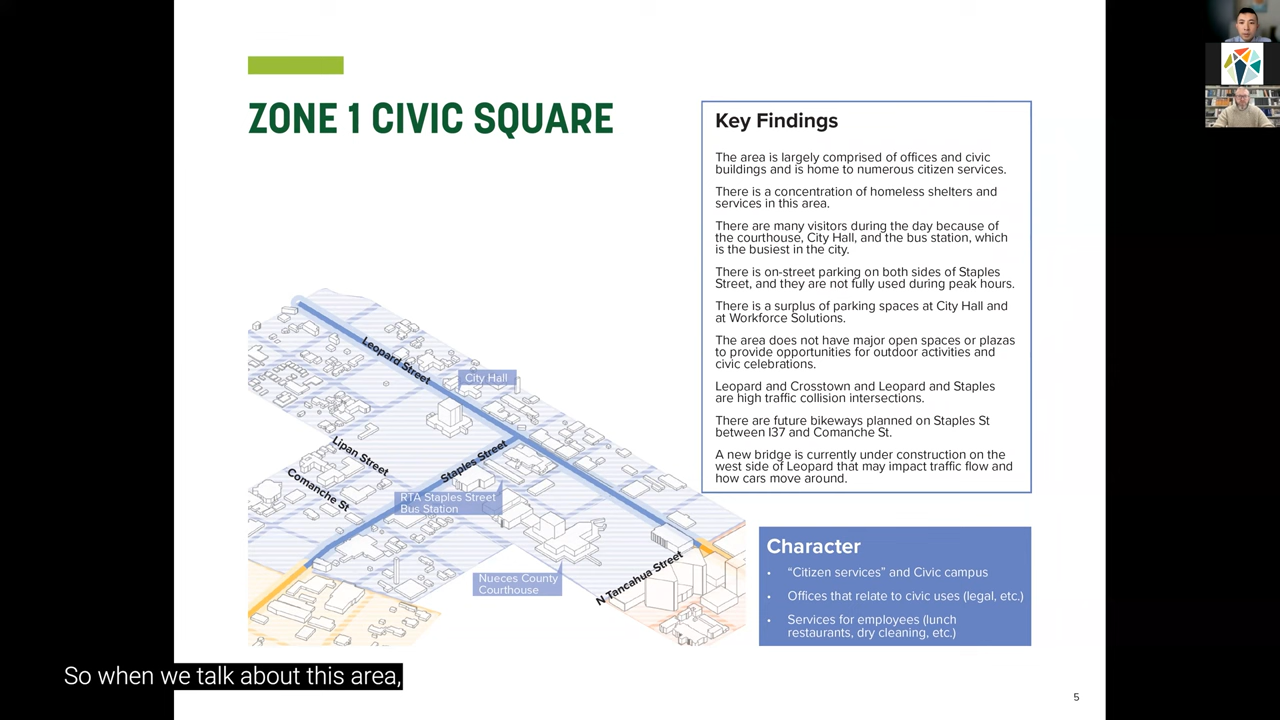 ZONE 1 CIVIC SQUARE
Key Findings
The area is largely comprised of offices and civic
buildings and is home to numerous citizen services.
There is a concentration of homeless shelters and
services in this area.
There are many visitors during the day because of
the courthouse, City Hall, and the bus station, which
is the busiest in the city.
There is on-street parking on both sides of Staples
Street, and they are not fully used during peak hours.
There is a surplus of parking spaces at City Hall and
at Workforce Solutions.
The area does not have major open spaces or plazas
to provide opportunities for outdoor activities and
civic celebrations.
Leopard and Crosstown and Leopard and Staples
are high traffic collision intersections.
There are future bikeways planned on Staples St
between I37 and Comanche St.
A new bridge is currently under construction on the
west side of Leopard that may impact traffic flow and
how cars move around.
Leopard Street
City Hall
Lipan Street
Staples Street
Comanche St
RTA Staples Street
Bus Station
Nueces County
Courthouse
N Tancahua Street
Character
• “Citizen services” and Civic campus
• Offices that relate to civic uses (legal, etc.)
• Services for employees (lunch
restaurants, dry cleaning, etc.)
So when we talk about this area,
5